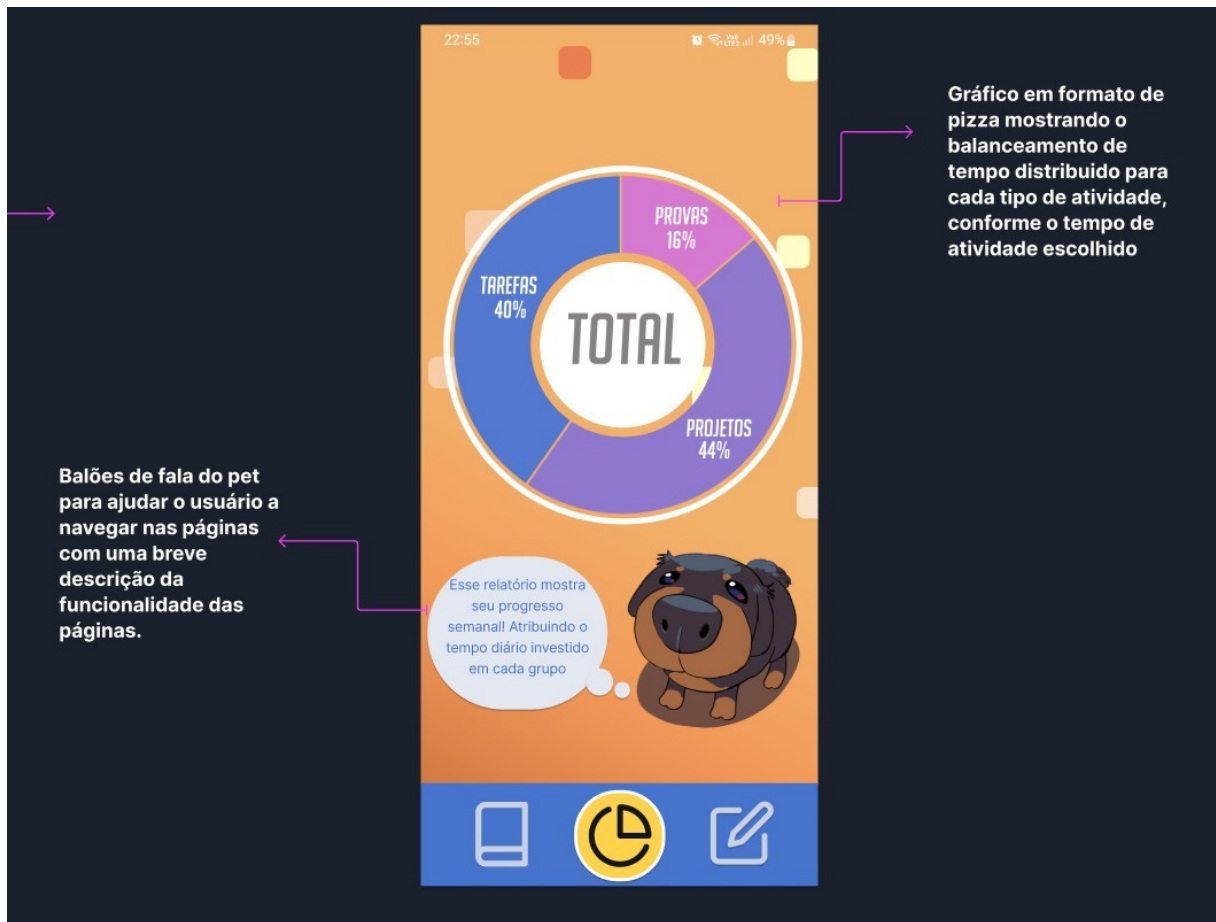 22:55
49%
Gráfico em formato de
pizza mostrando o
balanceamento de
tempo distribuido para
cada tipo de atividade,
conforme o tempo de
atividade escolhido
PROVAS
16%
TAREFAS
40%
TOTAL
PROJETOS
44%
Balões de fala do pet
para ajudar o usuário a
navegar nas páginas
com uma breve
descrição da
funcionalidade das
páginas.
Esse relatório mostra
seu progresso
semanal! Atribuindo o
tempo diário investido
em cada grupo